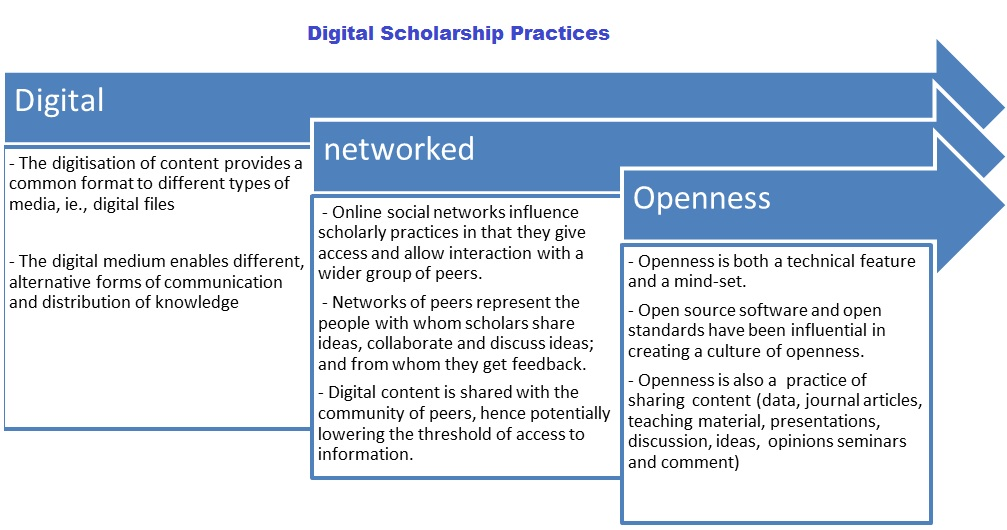 Digital Scholarship Practices
Digital
- The digitisation of content provides a
common format to different types of
media, ie., digital files
- The digital medium enables different,
alternative forms of communication
and distribution of knowledge
networked
- Online social networks influence
scholarly practices in that they give
access and allow interaction with a
wider group of peers.
- Networks of peers represent the
people with whom scholars share
ideas, collaborate and discuss ideas;
and from whom they get feedback.
- Digital content is shared with the
community of peers, hence potentially
lowering the threshold of access to
information.
Openness
- Openness is both a technical feature
and a mind-set.
- Open source software and open
standards have been influential in
creating a culture of openness.
- Openness is also a practice of
sharing content (data, journal articles,
teaching material, presentations,
discussion, ideas, opinions seminars
and comment)